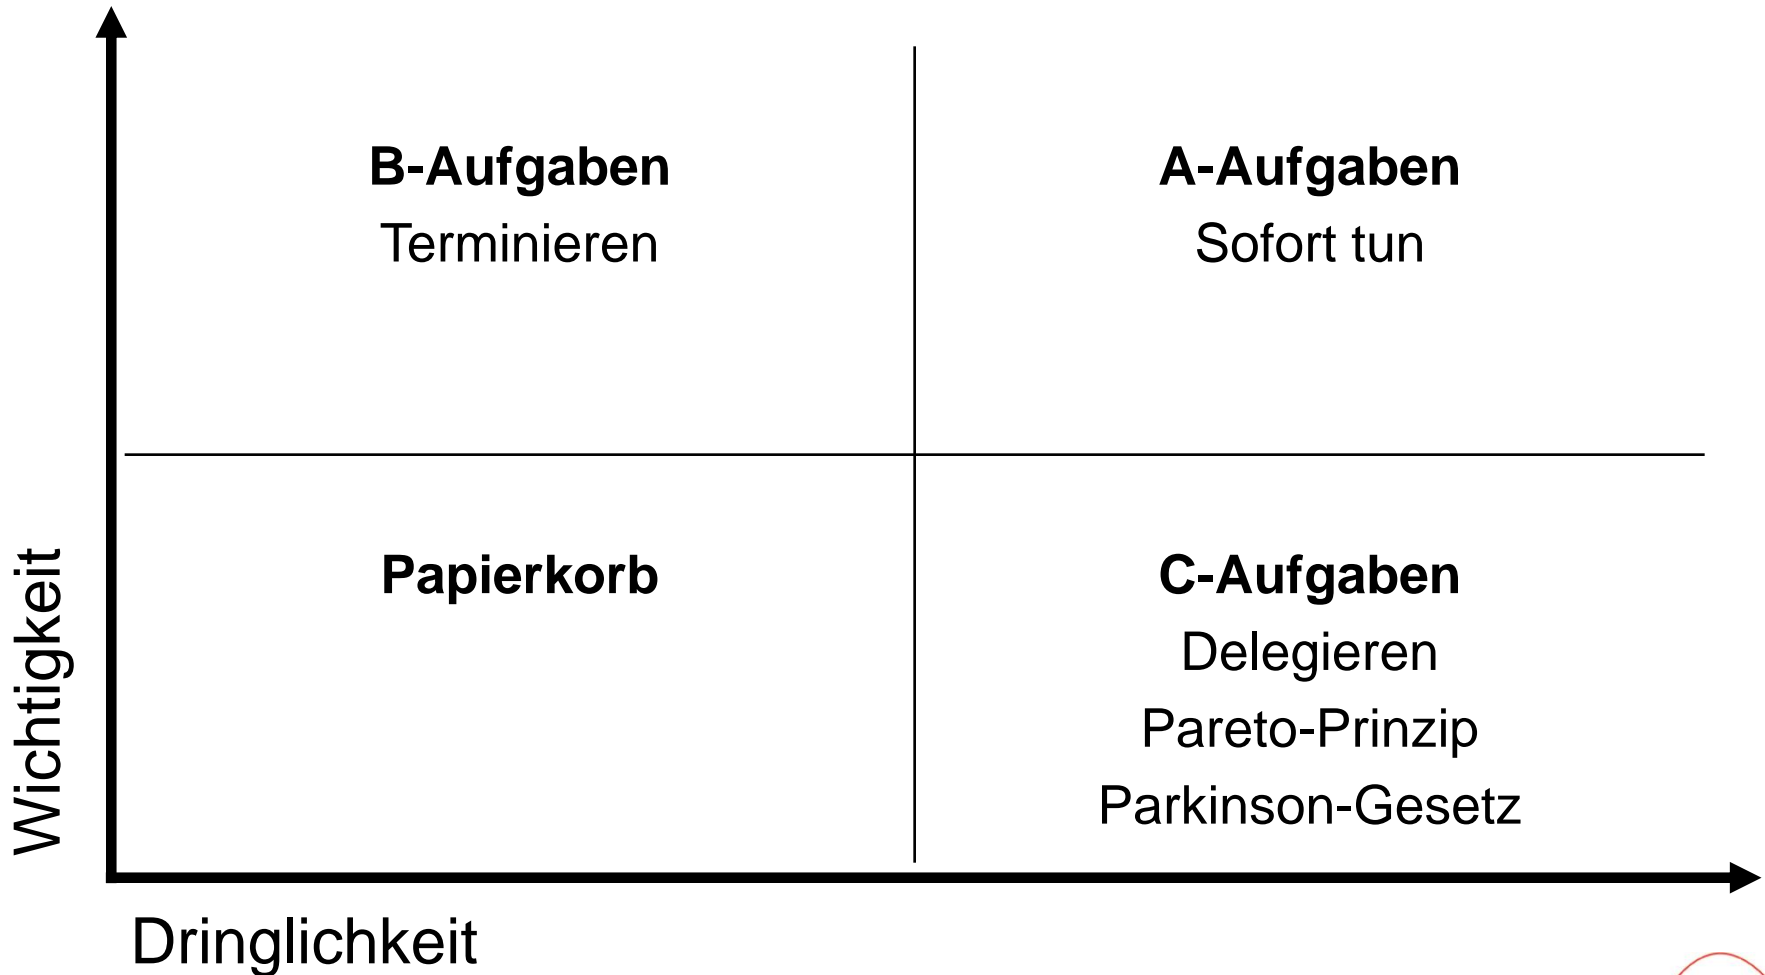 B-Aufgaben
Terminieren
A-Aufgaben
Sofort tun
Papierkorb
C-Aufgaben
Delegieren
Pareto-Prinzip
Parkinson-Gesetz
Wichtigkeit
Dringlichkeit